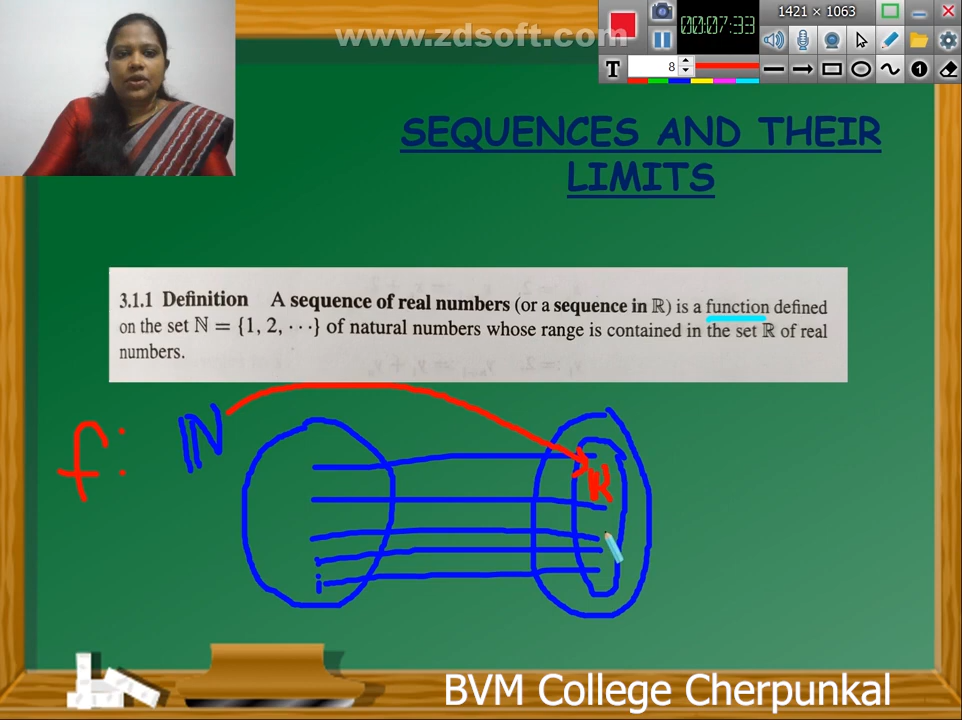 www.zdsoft.com
00:07:33
1421 × 1063
T 8
1
SEQUENCES AND THEIR
LIMITS
3.1.1 Definition A sequence of real numbers (or a sequence in ℝ) is a function defined
on the set ℕ = {1, 2, ···} of natural numbers whose range is contained in the set ℝ of real
numbers.
f: ℕ
ℝ
BVM College Cherpunkal